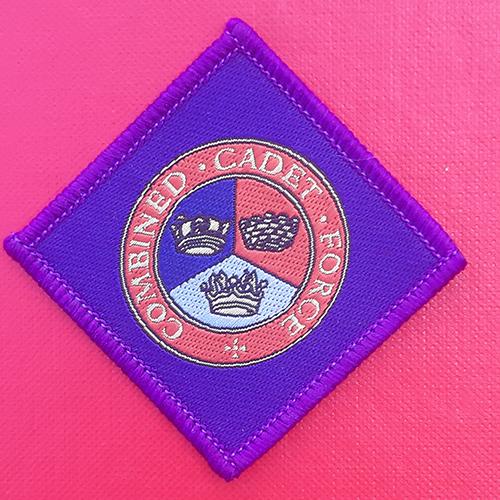 COMBINED · CADET · FORCE